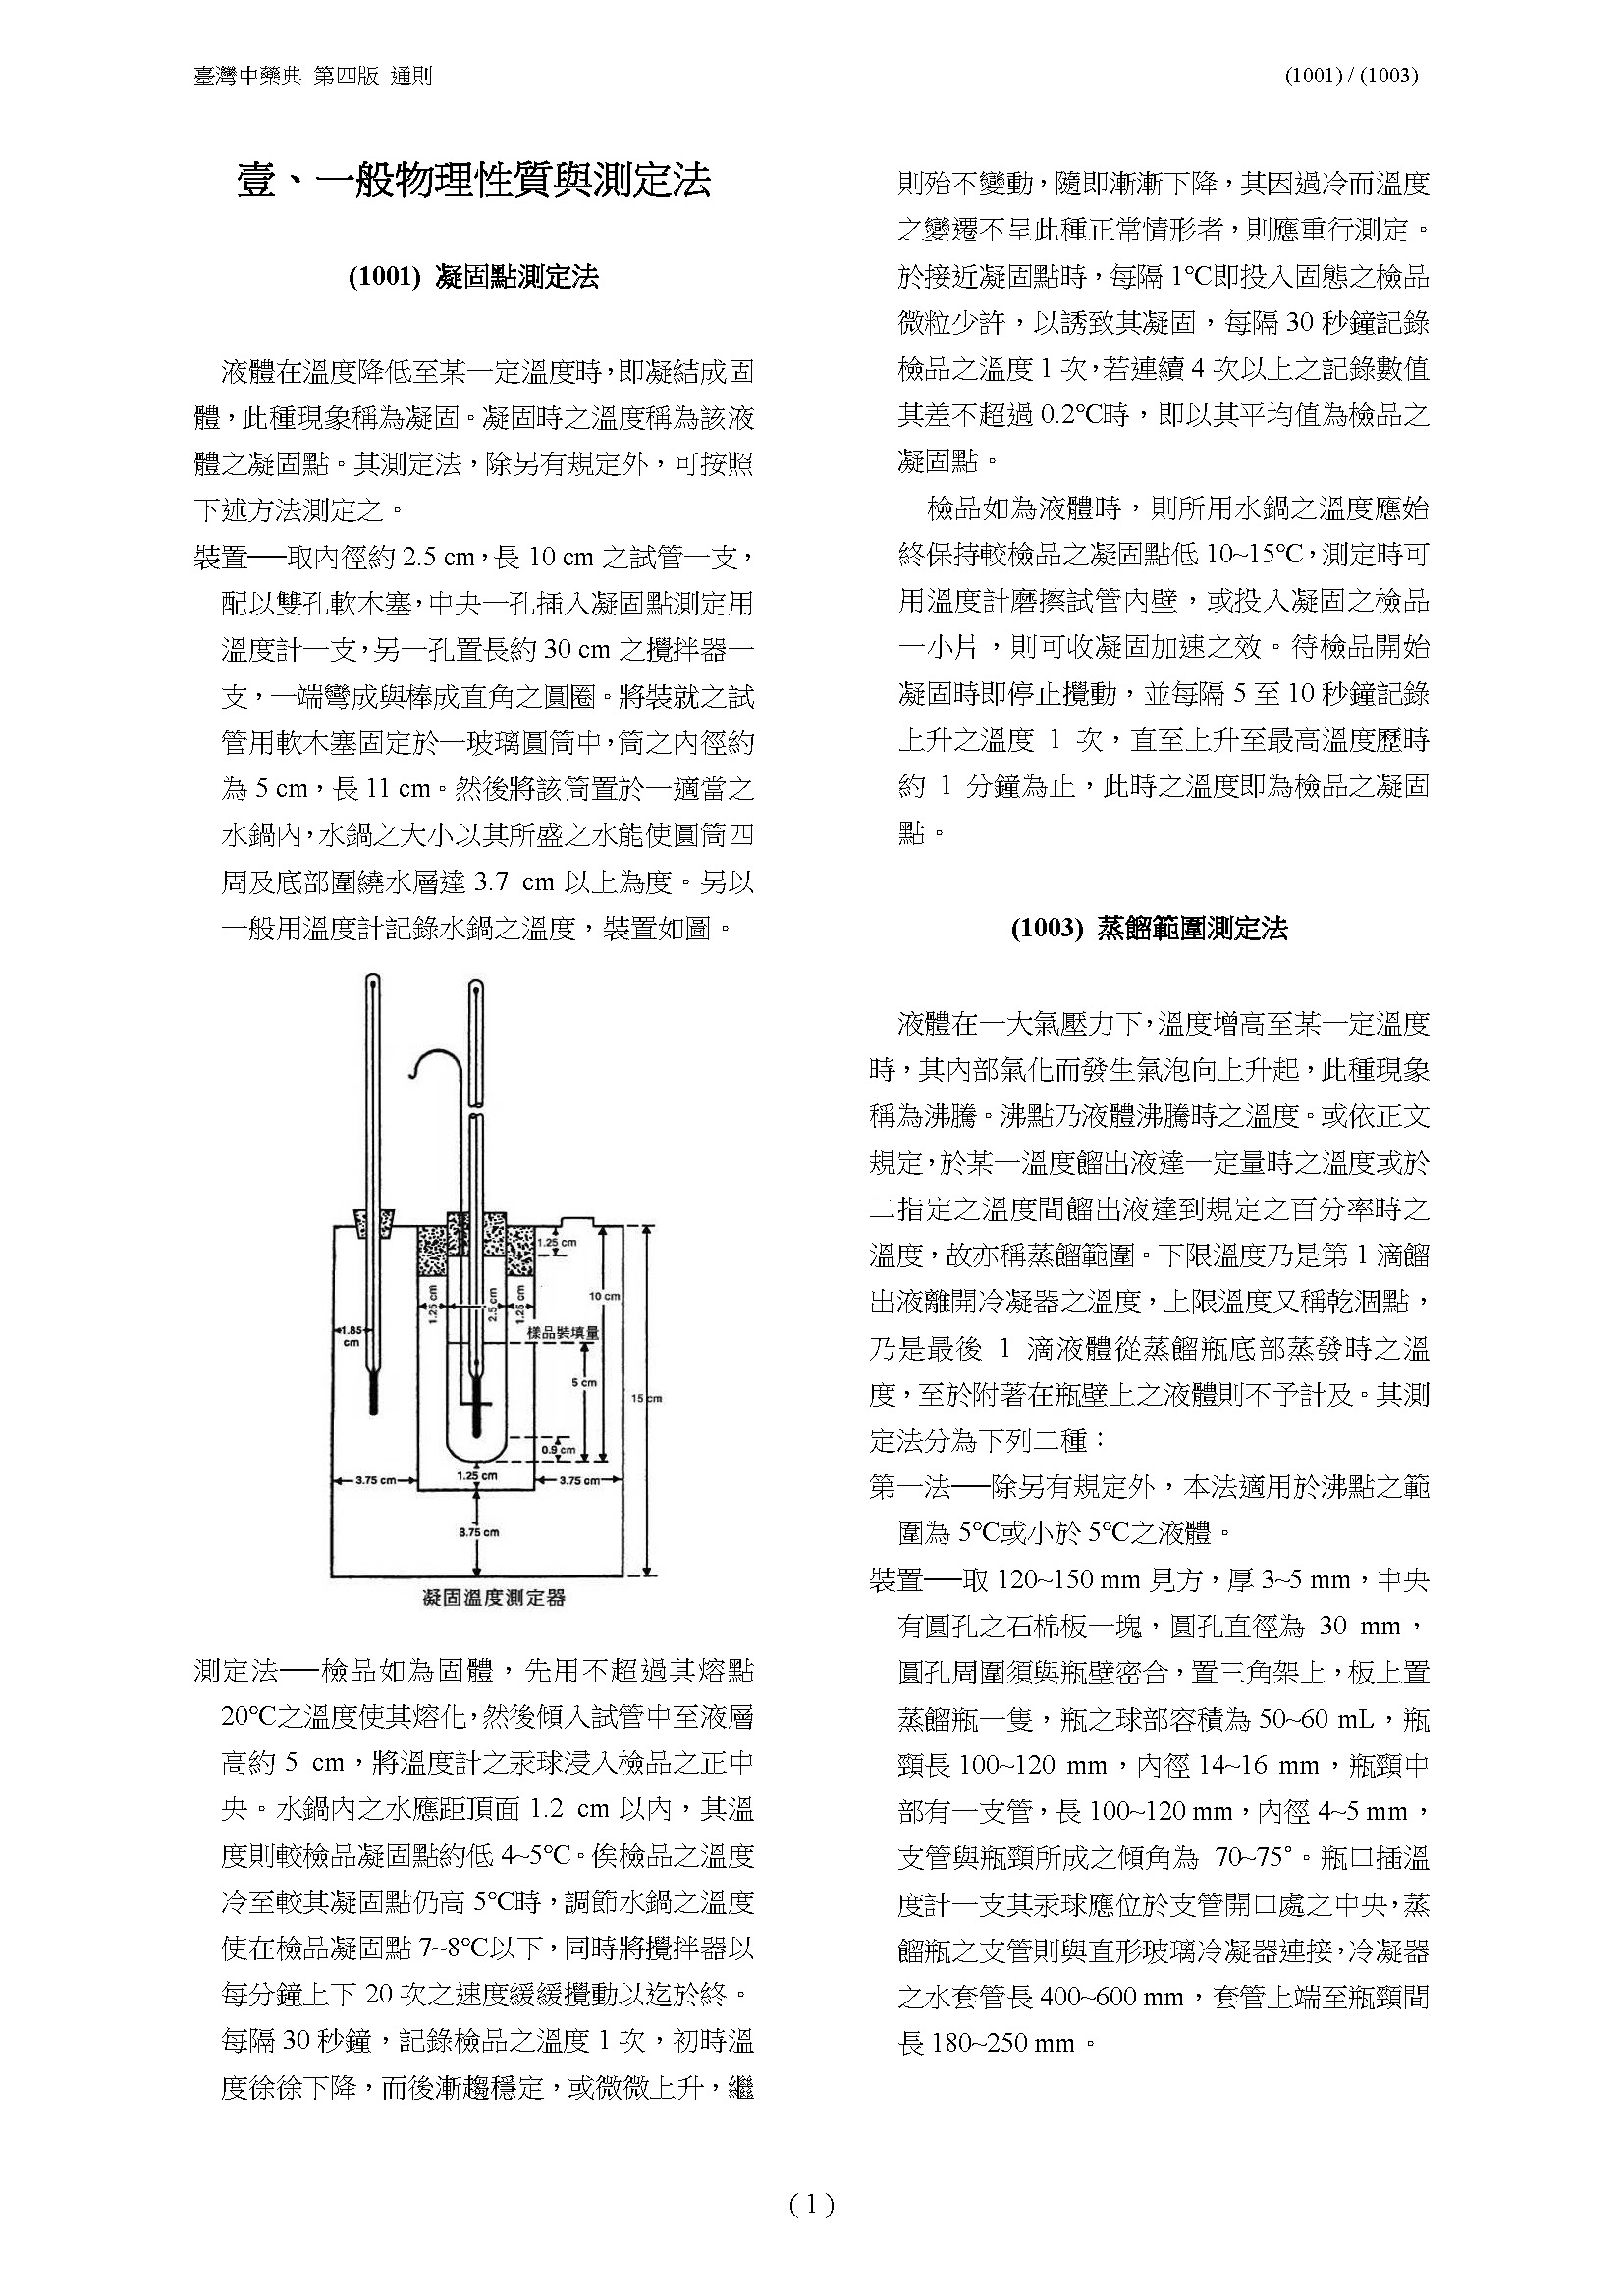 臺灣中藥典 第四版 通則
(1001) / (1003)
壹、一般物理性質與測定法
(1001) 凝固點測定法
液體在溫度降低至某一定溫度時，即凝結成固
體，此種現象稱為凝固。凝固時之溫度稱為該液
體之凝固點。其測定法，除另有規定外，可按照
下述方法測定之。
裝置──取內徑約 2.5 cm，長 10 cm 之試管一支，
配以雙孔軟木塞，中央一孔插入凝固點測定用
溫度計一支，另一孔置長約 30 cm 之攪拌器一
支，一端彎成與棒成直角之圓圈。將裝就之試
管用軟木塞固定於一玻璃圓筒中，筒之內徑約
為 5 cm，長 11 cm。然後將該筒置於一適當之
水鍋內，水鍋之大小以其所盛之水能使圓筒四
周及底部圍繞水層達 3.7 cm 以上為度。另以
一般用溫度計記錄水鍋之溫度，裝置如圖。
1.25 cm
1.25 cm
2.5 cm
1.25 cm
10 cm
1.85
cm
樣品裝填量
5 cm
15 cm
0.9 cm
3.75 cm
1.25 cm
3.75 cm
3.75 cm
凝固溫度測定器
測定法──檢品如為固體，先用不超過其熔點
20℃之溫度使其熔化，然後傾入試管中至液層
高約 5 cm，將溫度計之汞球浸入檢品之正中
央。水鍋內之水應距頂面 1.2 cm 以內，其溫
度則較檢品凝固點約低 4~5℃。俟檢品之溫度
冷至較其凝固點仍高 5℃時，調節水鍋之溫度
使在檢品凝固點 7~8℃以下，同時將攪拌器以
每分鐘上下 20 次之速度緩緩攪動以迄於終。
每隔 30 秒鐘，記錄檢品之溫度 1 次，初時溫
度徐徐下降，而後漸趨穩定，或微微上升，繼
則殆不變動，隨即漸漸下降，其因過冷而溫度
之變遷不呈此種正常情形者，則應重行測定。
於接近凝固點時，每隔 1℃即投入固態之檢品
微粒少許，以誘致其凝固，每隔 30 秒鐘記錄
檢品之溫度 1 次，若連續 4 次以上之記錄數值
其差不超過 0.2℃時，即以其平均值為檢品之
凝固點。
檢品如為液體時，則所用水鍋之溫度應始
終保持較檢品之凝固點低 10~15℃，測定時可
用溫度計磨擦試管內壁，或投入凝固之檢品
一小片，則可收凝固加速之效。待檢品開始
凝固時即停止攪動，並每隔 5 至 10 秒鐘記錄
上升之溫度 1 次，直至上升至最高溫度歷時
約 1 分鐘為止，此時之溫度即為檢品之凝固
點。
(1003) 蒸餾範圍測定法
液體在一大氣壓力下，溫度增高至某一定溫度
時，其內部氣化而發生氣泡向上升起，此種現象
稱為沸騰。沸點乃液體沸騰時之溫度。或依正文
規定，於某一溫度餾出液達一定量時之溫度或於
二指定之溫度間餾出液達到規定之百分率時之
溫度，故亦稱蒸餾範圍。下限溫度乃是第 1 滴餾
出液離開冷凝器之溫度，上限溫度又稱乾涸點，
乃是最後 1 滴液體從蒸餾瓶底部蒸發時之溫
度，至於附著在瓶壁上之液體則不予計及。其測
定法分為下列二種：
第一法──除另有規定外，本法適用於沸點之範
圍為 5℃或小於 5℃之液體。
裝置──取 120~150 mm 見方，厚 3~5 mm，中央
有圓孔之石棉板一塊，圓孔直徑為 30 mm，
圓孔周圍須與瓶壁密合，置三角架上，板上置
蒸餾瓶一隻，瓶之球部容積為 50~60 mL，瓶
頸長 100~120 mm，內徑 14~16 mm，瓶頸中
部有一支管，長 100~120 mm，內徑 4~5 mm，
支管與瓶頸所成之傾角為 70~75°。瓶口插溫
度計一支其汞球應位於支管開口處之中央，蒸
餾瓶之支管則與直形玻璃冷凝器連接，冷凝器
之水套管長 400~600 mm，套管上端至瓶頸間
長 180~250 mm。
( 1 )